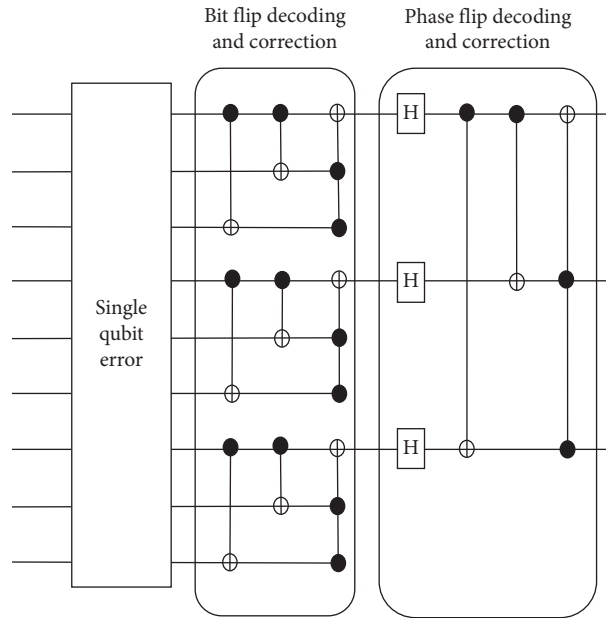 Bit flip decoding
and correction
Phase flip decoding
and correction
H
Single
qubit
error
H
H